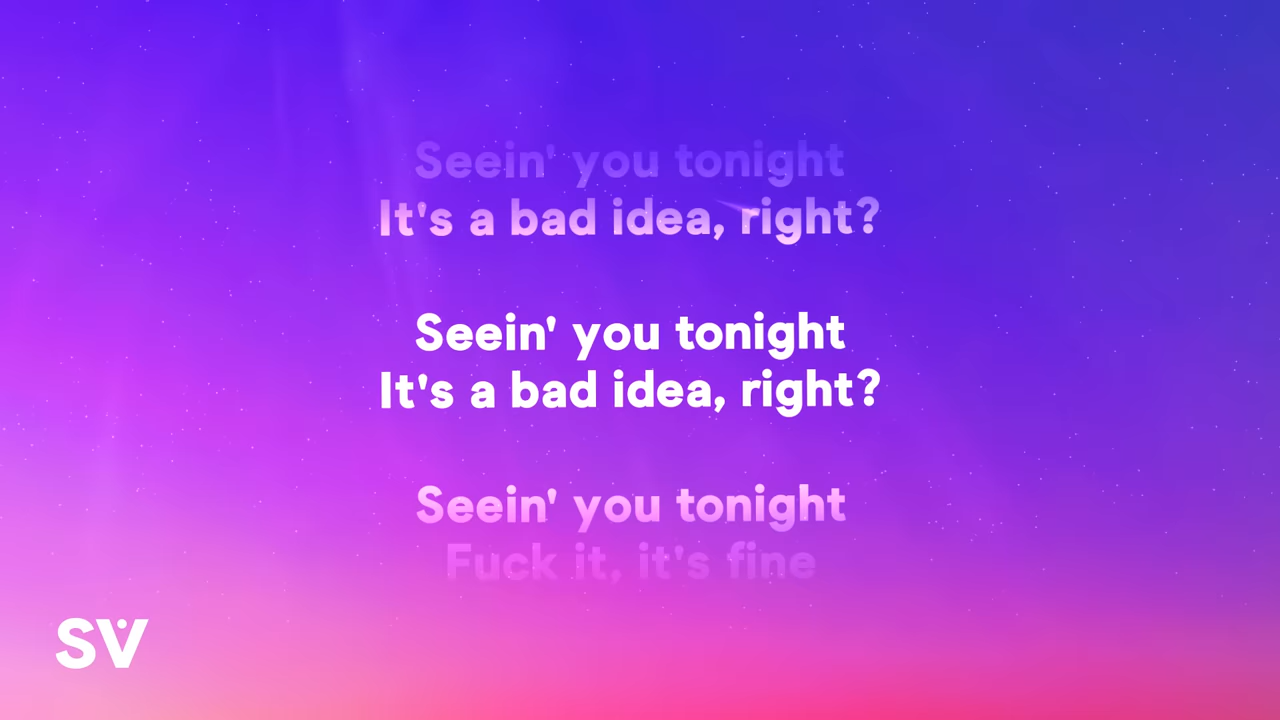 Seein' you tonight
It's a bad idea, right?
Seein' you tonight
It's a bad idea, right?
Seein' you tonight
Fuck it, it's fine
SV